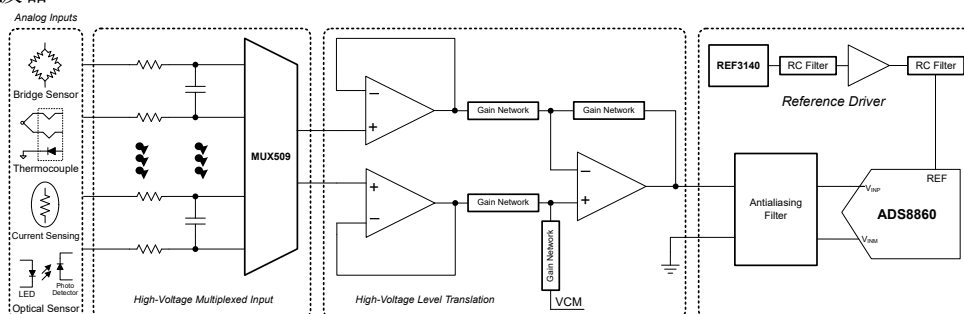 Analog Inputs
Bridge Sensor
Thermocouple
Current Sensing
LED
Photo
Detector
Optical Sensor
MUX509
High-Voltage Multiplexed Input
Gain Network
Gain Network
Gain Network
Gain Network
VCM
High-Voltage Level Translation
REF3140
RC Filter
RC Filter
Reference Driver
Antialiasing
Filter
VINP
REF
ADS8860
VINM